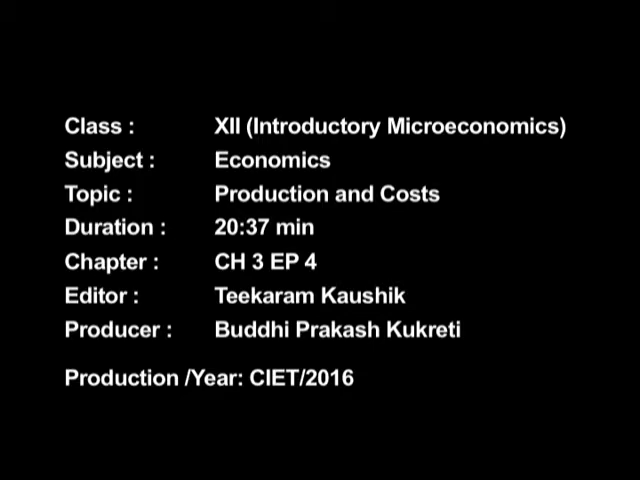 Class : XII (Introductory Microeconomics)
Subject : Economics
Topic : Production and Costs
Duration : 20:37 min
Chapter : CH 3 EP 4
Editor : Teekaram Kaushik
Producer : Buddhi Prakash Kukreti
Production /Year: CIET/2016